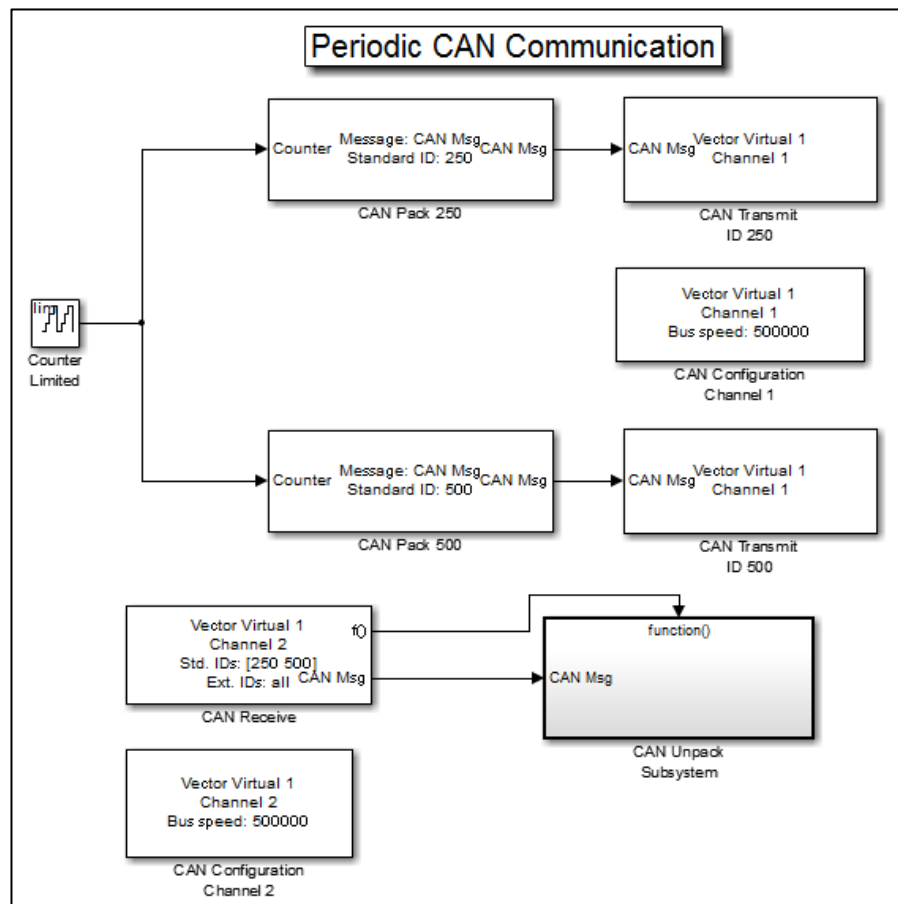 Periodic CAN Communication
Counter
Message: CAN Msg
Standard ID: 250
CAN Msg
CAN Pack 250
CAN Msg
Vector Virtual 1
Channel 1
CAN Transmit
ID 250
Vector Virtual 1
Channel 1
Bus speed: 500000
CAN Configuration
Channel 1
lim
Counter
Limited
Counter
Message: CAN Msg
Standard ID: 500
CAN Msg
CAN Pack 500
CAN Msg
Vector Virtual 1
Channel 1
CAN Transmit
ID 500
Vector Virtual 1
Channel 2
Std. IDs: [250 500]
Ext. IDs: all
f()
CAN Msg
CAN Receive
function()
CAN Msg
CAN Unpack
Subsystem
Vector Virtual 1
Channel 2
Bus speed: 500000
CAN Configuration
Channel 2